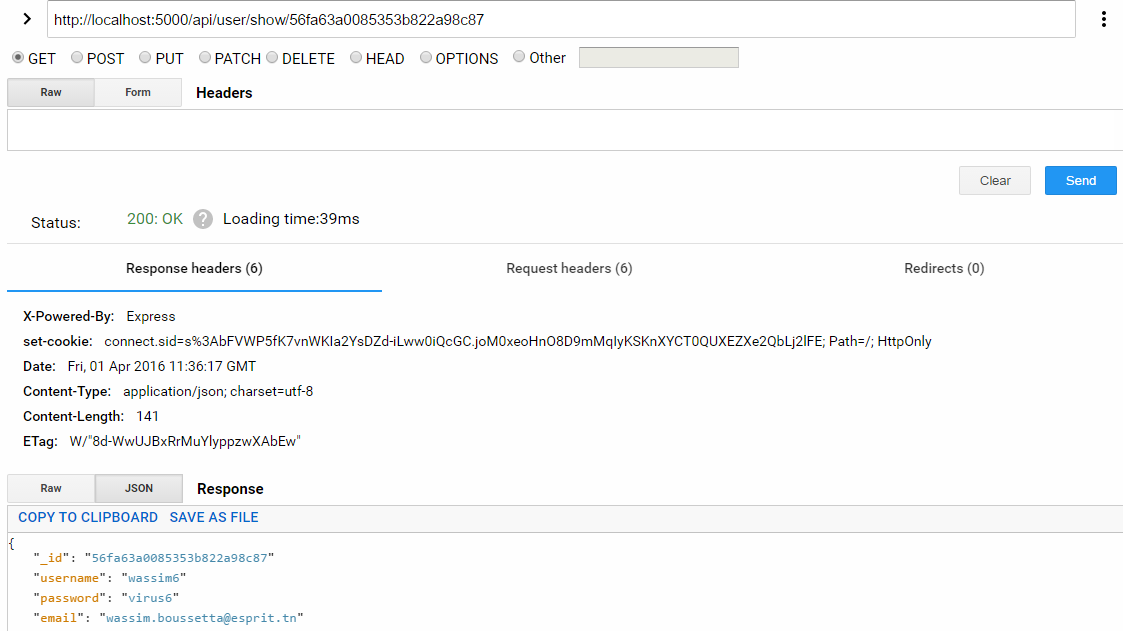 http://localhost:5000/api/user/show/56fa63a0085353b822a98c87
GET POST PUT PATCH DELETE HEAD OPTIONS Other
Raw Form Headers
Clear Send
Status: 200: OK ? Loading time:39ms
Response headers (6) Request headers (6) Redirects (0)
X-Powered-By: Express
set-cookie: connect.sid=s%3AbFVWP5fK7vnWKIa2YsDZd-iLww0iQcGC.joM0xeoHnO8D9mMqIyKSKnXYCT0QUXEZXe2QbLj2lFE; Path=/; HttpOnly
Date: Fri, 01 Apr 2016 11:36:17 GMT
Content-Type: application/json; charset=utf-8
Content-Length: 141
ETag: W/"8d-WwUJBxRrMuYlyppzwXAbEw"
Raw JSON Response
COPY TO CLIPBOARD SAVE AS FILE
{
"_id": "56fa63a0085353b822a98c87"
"username": "wassim6"
"password": "virus6"
"email": "wassim.boussetta@esprit.tn"